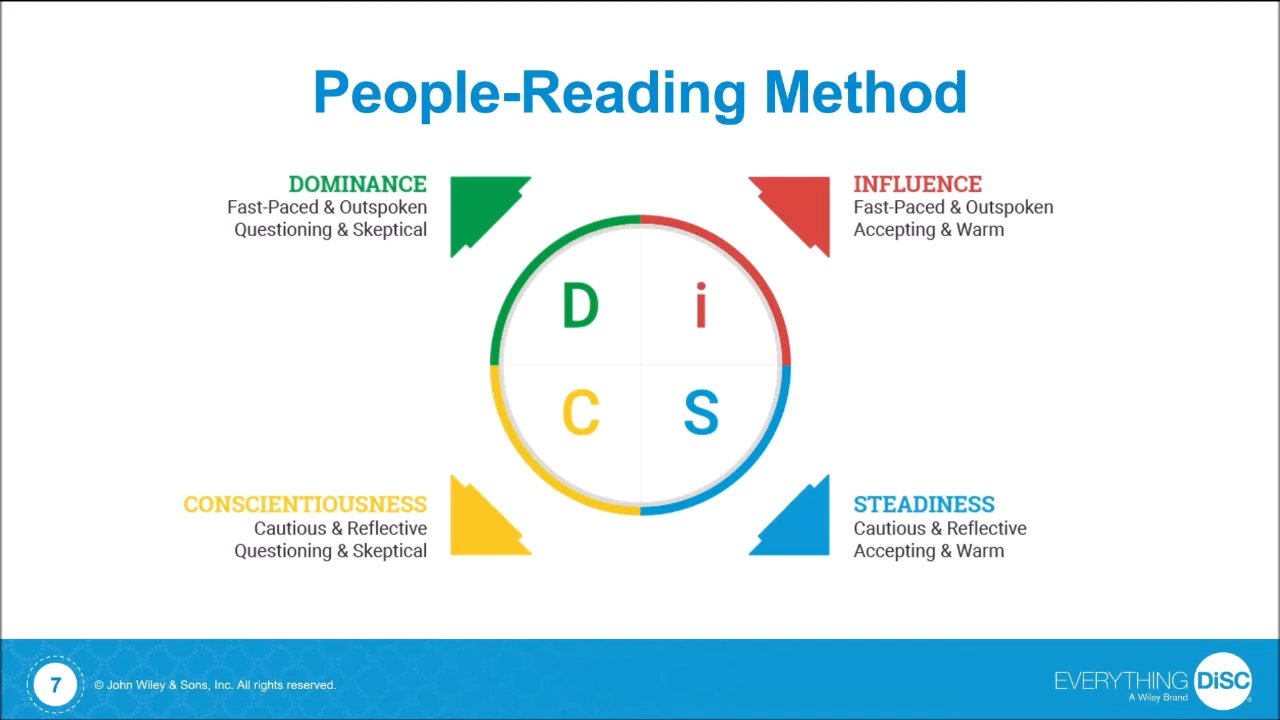 People-Reading Method
DOMINANCE
Fast-Paced & Outspoken
Questioning & Skeptical
INFLUENCE
Fast-Paced & Outspoken
Accepting & Warm
D
i
C
S
CONSCIENTIOUSNESS
Cautious & Reflective
Questioning & Skeptical
STEADINESS
Cautious & Reflective
Accepting & Warm
7
© John Wiley & Sons, Inc. All rights reserved.
EVERYTHING DiSC®
A Wiley Brand